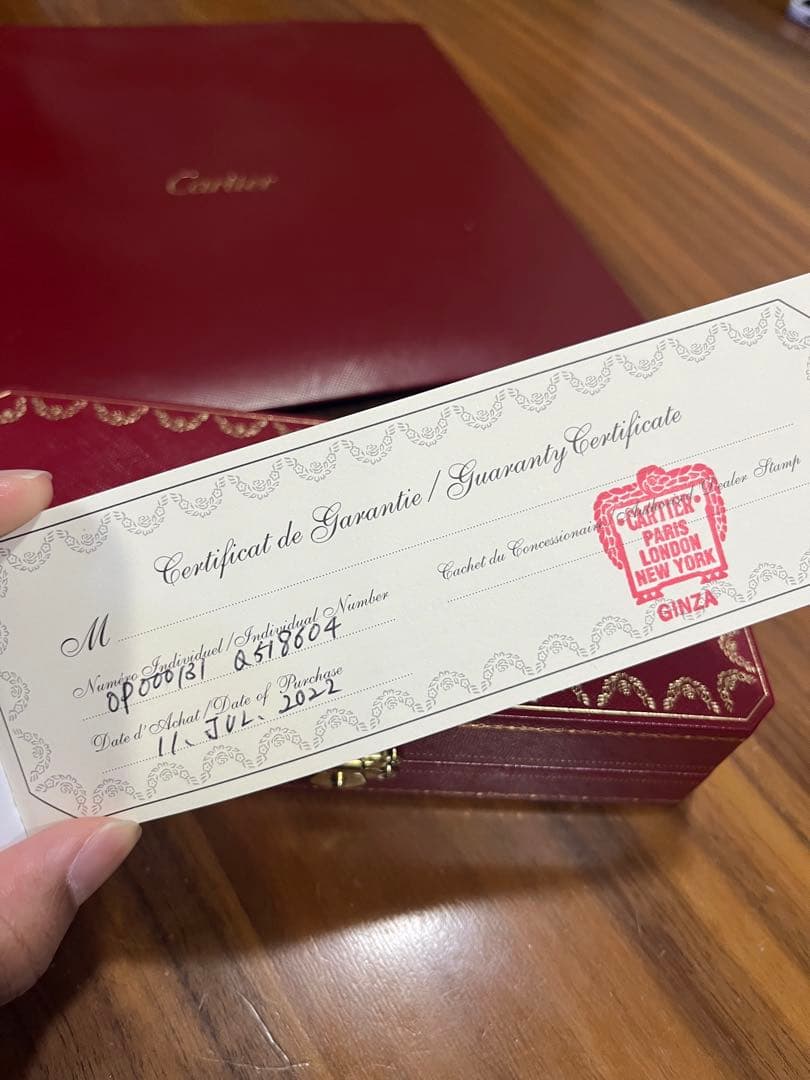 Cartier
Certificat de Garantie / Guaranty Certificate
M
Numéro Individuel / Individual Number
OP000131 Q518604
Date d'Achat / Date of Purchase
11. JUL. 2022
Cachet du Concessionnaire Dealer Stamp
CARTIER
PARIS
LONDON
NEW YORK
GINZA